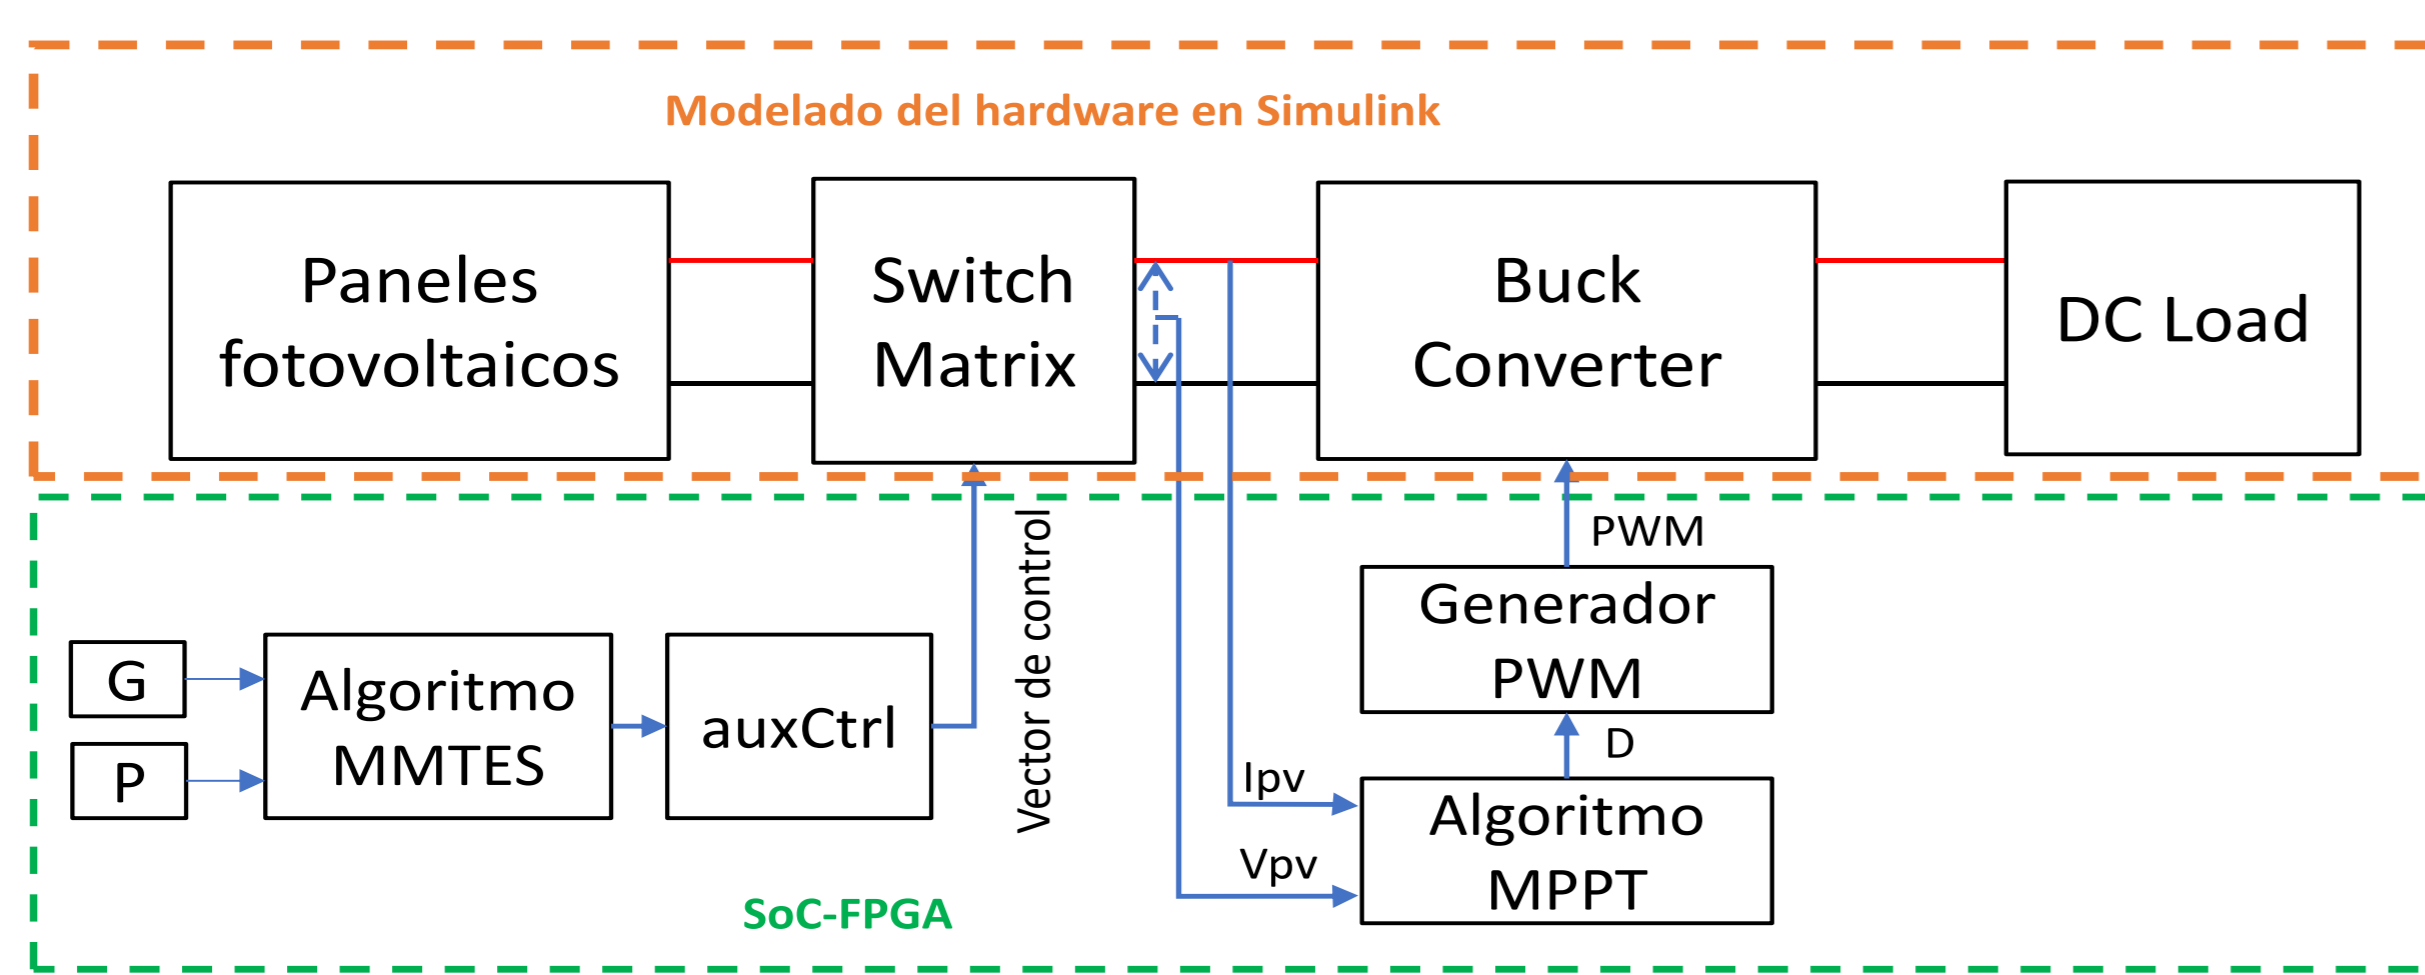 Modelado del hardware en Simulink
Paneles
fotovoltaicos
Switch
Matrix
Buck
Converter
DC Load
Vector de control
PWM
Generador
PWM
D
G
P
Algoritmo
MMTES
auxCtrl
Ipv
Vpv
Algoritmo
MPPT
SoC-FPGA